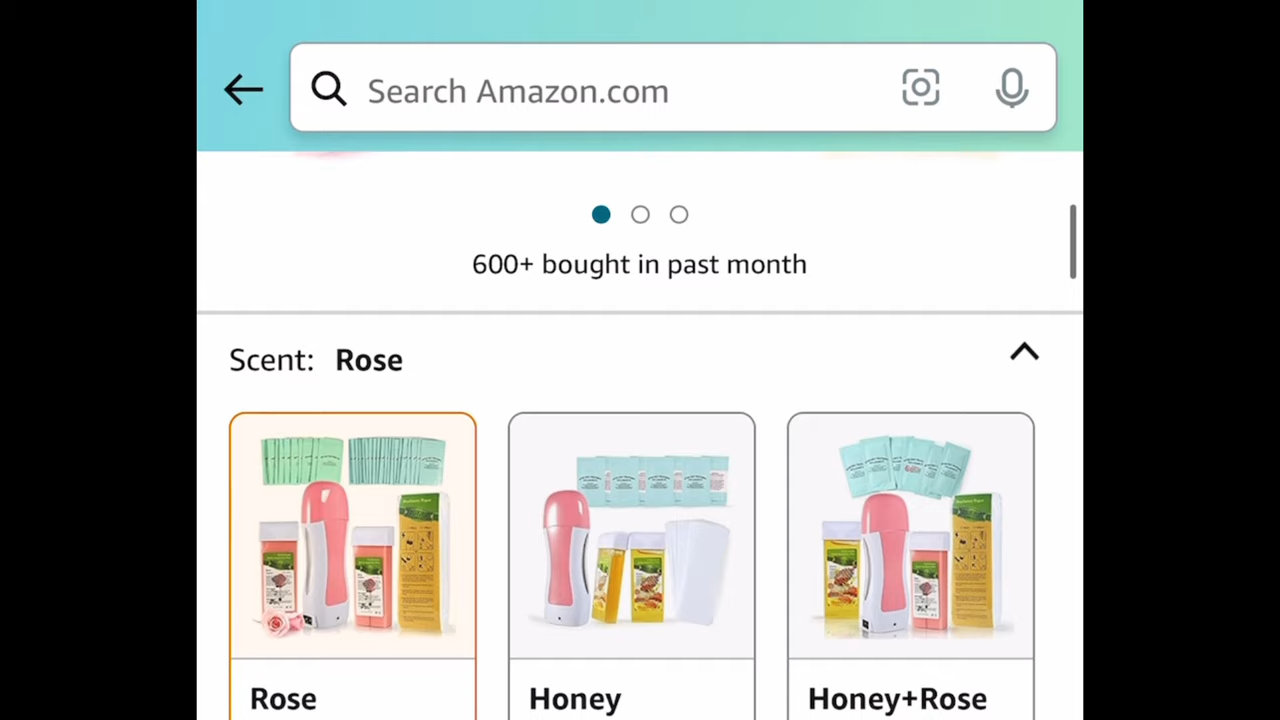 Search Amazon.com
600+ bought in past month
Scent: Rose
Rose
Honey
Honey+Rose